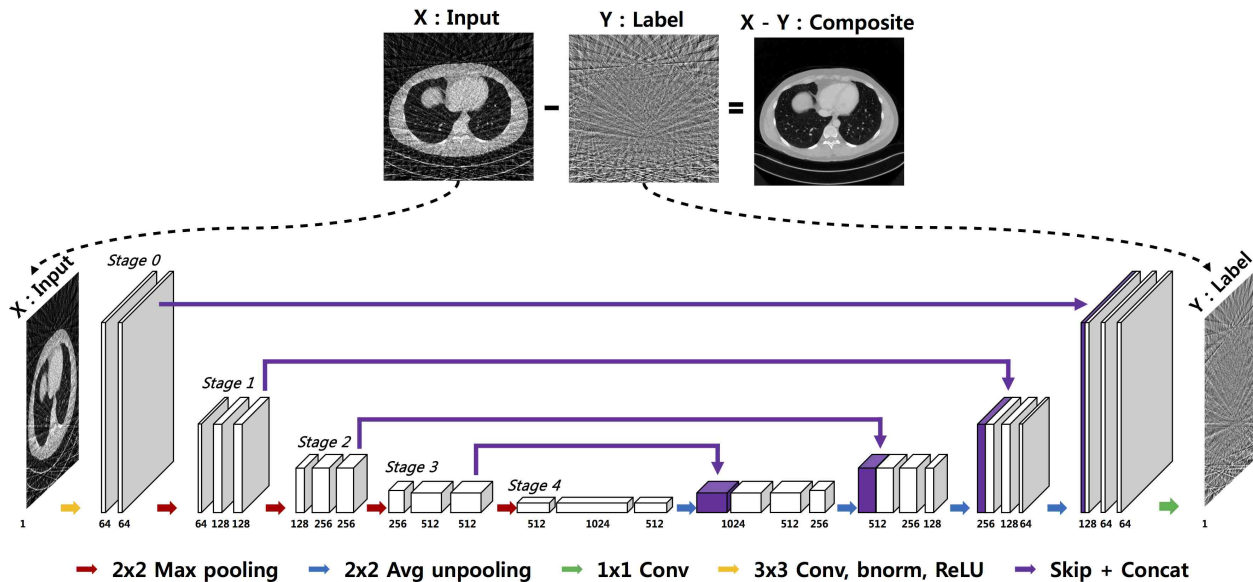 X : Input
Y : Label
X - Y : Composite
X : Input
Stage 0
Y : Label
Stage 1
Stage 2
Stage 3
Stage 4
1
64 64
64 128 128
128 256 256
256 512 512
512 1024 512
1024 512 256
512 256 128
256 128 64
128 64 64
1
2x2 Max pooling
2x2 Avg unpooling
1x1 Conv
3x3 Conv, bnorm, ReLU
Skip + Concat